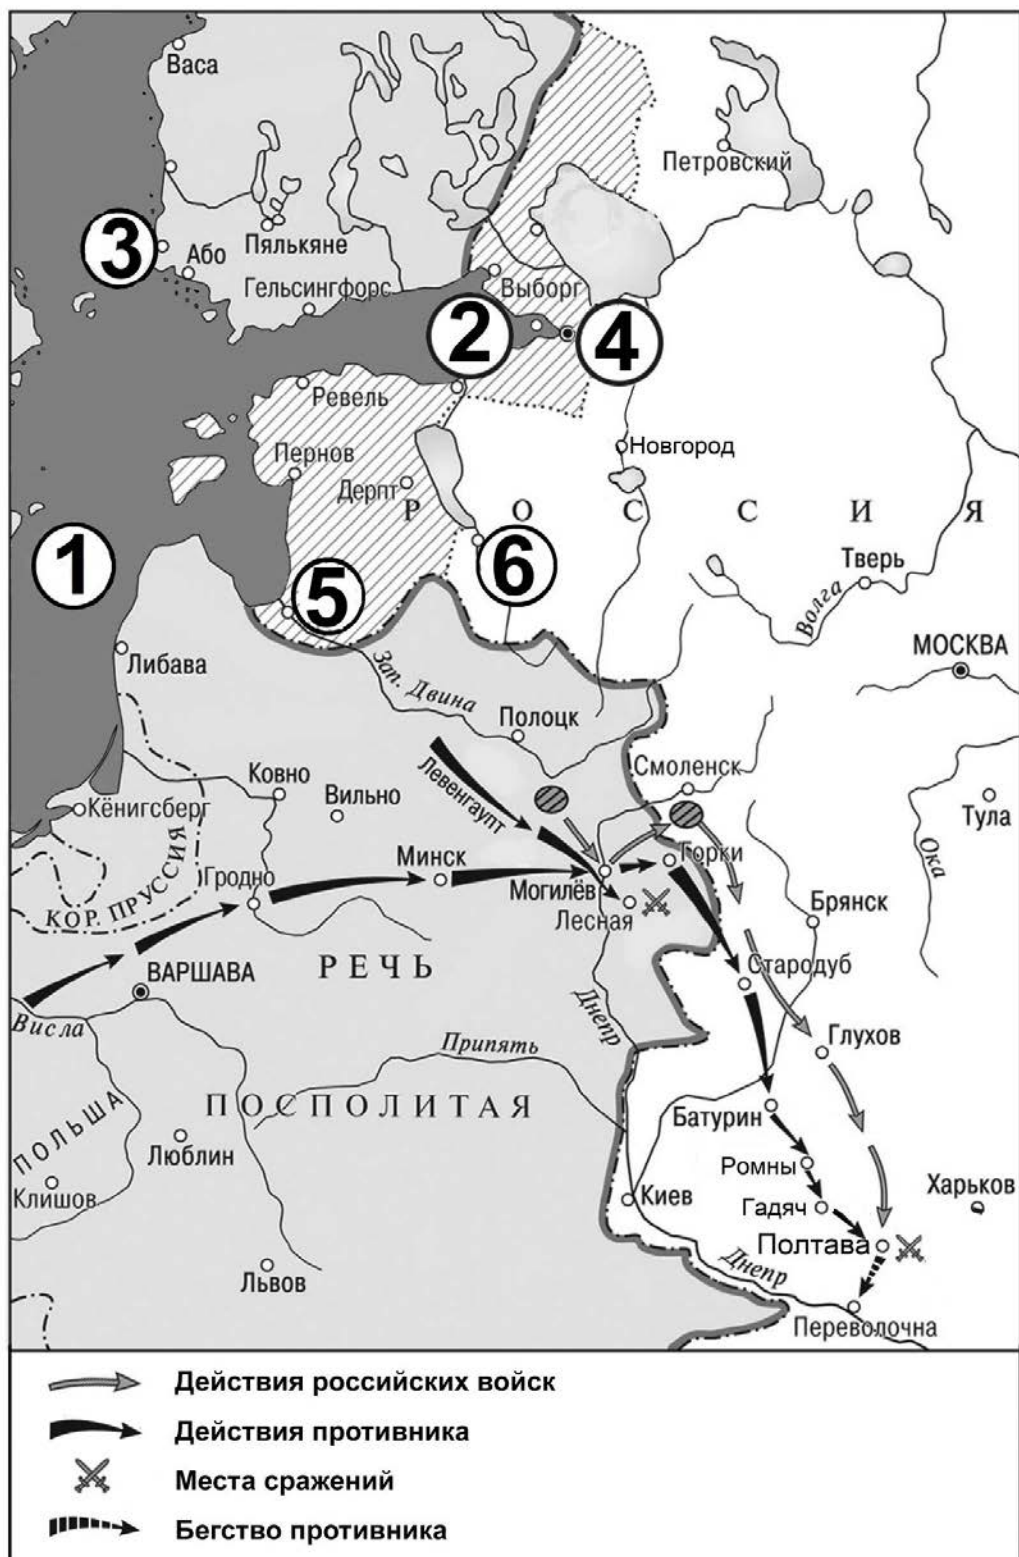 Васа
Петровский
3
Або
Пялькяне
Гельсингфорс
Выборг
2
4
Ревель
Новгород
Пернов
Дерпт
РОССИЯ
1
5
6
Тверь
Волга
МОСКВА
Либава
Зап. Двина
Полоцк
Смоленск
Ковно
Вильно
Левенгаупт
Кёнигсберг
Тула
Ока
КОР. ПРУССИЯ
Гродно
Минск
Могилёв
Горки
Лесная
Брянск
ВАРШАВА
РЕЧЬ
Стародуб
Висла
Днепр
Глухов
Припять
ПОСПОЛИТАЯ
ПОЛЬША
Батурин
Люблин
Ромны
Клишов
Киев
Гадяч
Харьков
Полтава
Львов
Днепр
Переволочна
Действия российских войск
Действия противника
Места сражений
Бегство противника